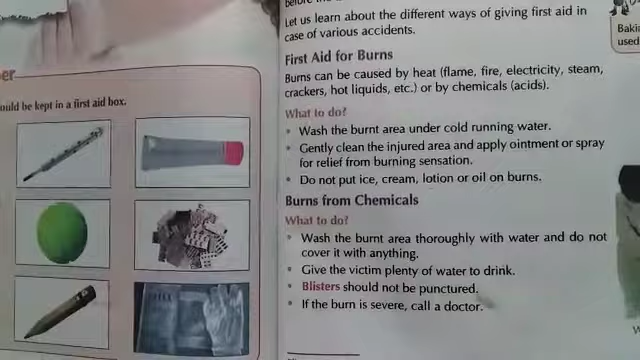 er
ould be kept in a first aid box.
Let us learn about the different ways of giving first aid in
case of various accidents.
First Aid for Burns
Burns can be caused by heat (flame, fire, electricity, steam,
crackers, hot liquids, etc.) or by chemicals (acids).
What to do?
• Wash the burnt area under cold running water.
• Gently clean the injured area and apply ointment or spray
for relief from burning sensation.
• Do not put ice, cream, lotion or oil on burns.
Burns from Chemicals
What to do?
• Wash the burnt area thoroughly with water and do not
cover it with anything.
• Give the victim plenty of water to drink.
• Blisters should not be punctured.
• If the burn is severe, call a doctor.
Baki
used